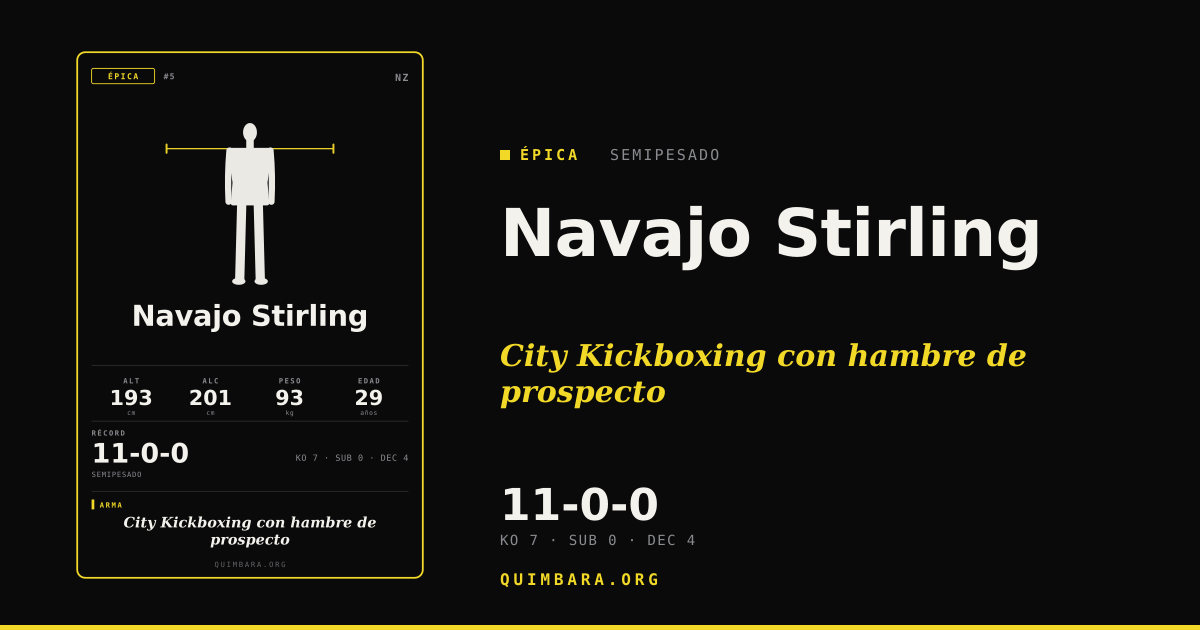 ÉPICA #5 NZ
Navajo Stirling
ALT ALC PESO EDAD
193 201 93 29
cm cm kg años
RÉCORD
11-0-0 KO 7 · SUB 0 · DEC 4
SEMIPESADO
ARMA
City Kickboxing con hambre de
prospecto
QUIMBARA.ORG
ÉPICA SEMIPESADO
Navajo Stirling
City Kickboxing con hambre de
prospecto
11-0-0
KO 7 · SUB 0 · DEC 4
QUIMBARA.ORG